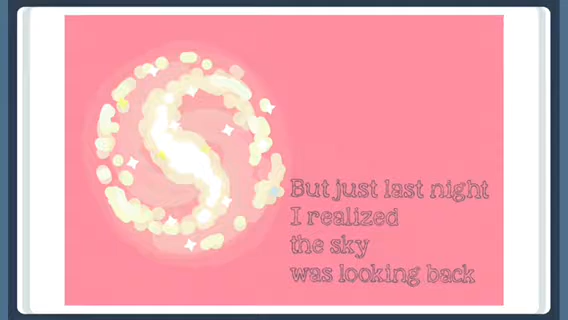 But just last night
I realized
the sky
was looking back